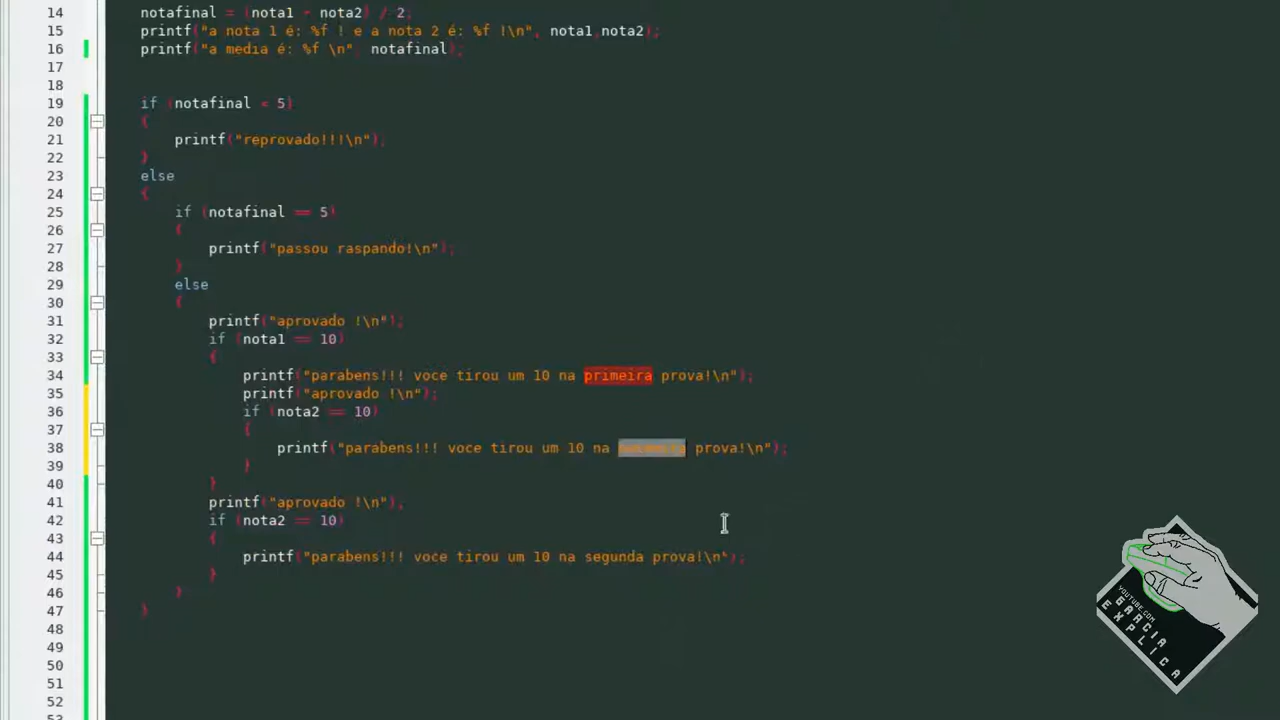 14 notafinal = (nota1 + nota2) / 2;
15 printf("a nota 1 é: %f ! e a nota 2 é: %f !\n", nota1,nota2);
16 printf("a media é: %f \n", notafinal);
17
18
19 if (notafinal < 5)
20 {
21 printf("reprovado!!!\n");
22 }
23 else
24 {
25 if (notafinal == 5)
26 {
27 printf("passou raspando!\n");
28 }
29 else
30 {
31 printf("aprovado !\n");
32 if (nota1 == 10)
33 {
34 printf("parabens!!! voce tirou um 10 na primeira prova!\n");
35 printf("aprovado !\n");
36 if (nota2 == 10)
37 {
38 printf("parabens!!! voce tirou um 10 na prova!\n");
39 }
40 }
41 printf("aprovado !\n");
42 if (nota2 == 10)
43 {
44 printf("parabens!!! voce tirou um 10 na segunda prova!\n");
45 }
46 }
47 }
48
49
50
51
52
53
YOUTUBE.COM
GARCIA
EXPLICA